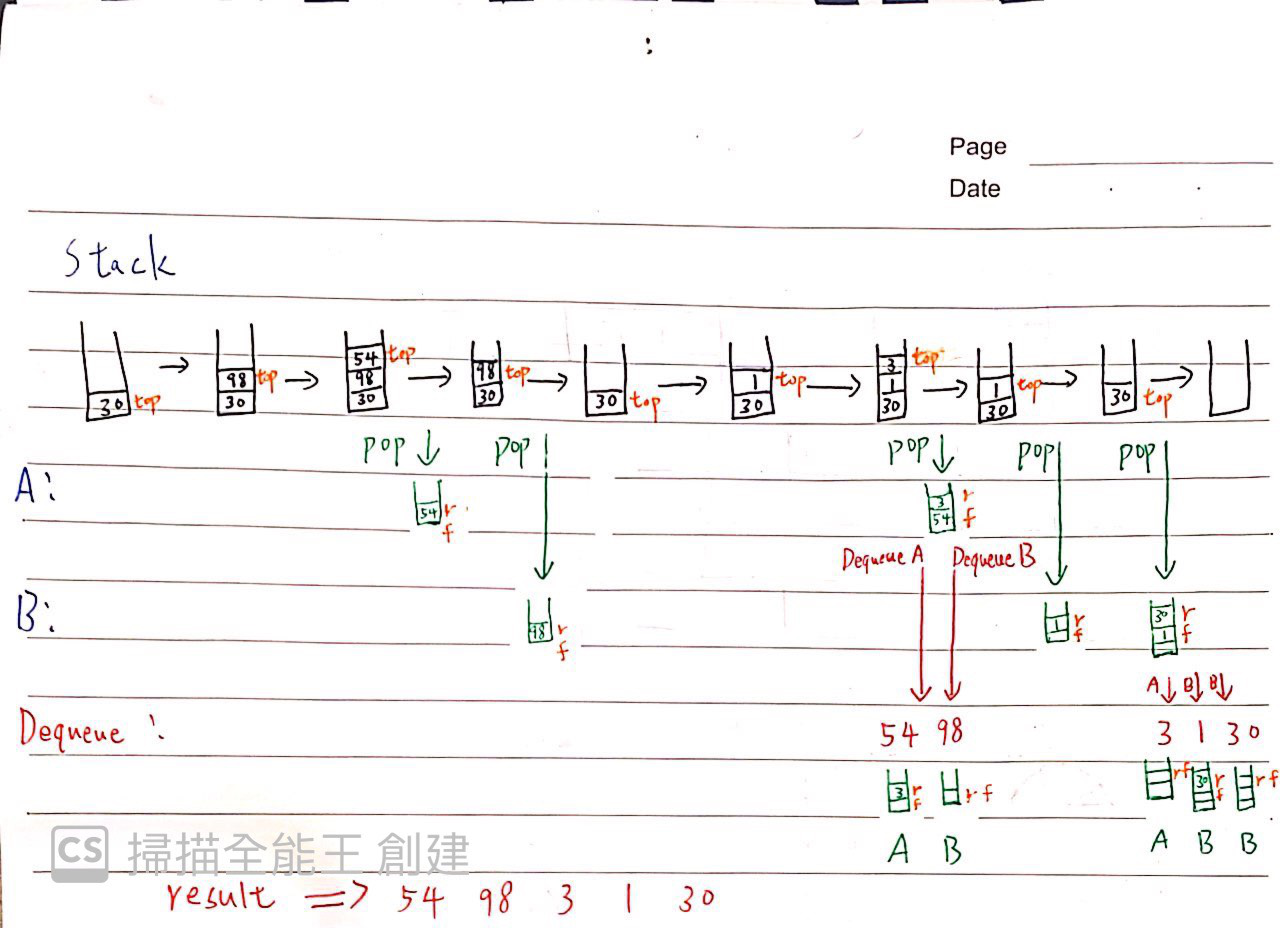 :
Page
Date
Stack
54 top 3 top
98 top 98 98 top 1 top 1 1 top
30 top 30 30 30 30 top 30 30 30 30 top
pop pop pop pop pop
A: 54 r f 3 54 r f
Dequeue A Dequeue B
B: 98 r f 1 r f 30 1 r f
A B B
Dequeue : 54 98 3 1 30
3 r f r f r f 30 r f r f
A B A B B
CS 掃描全能王 創建
result => 54 98 3 1 30